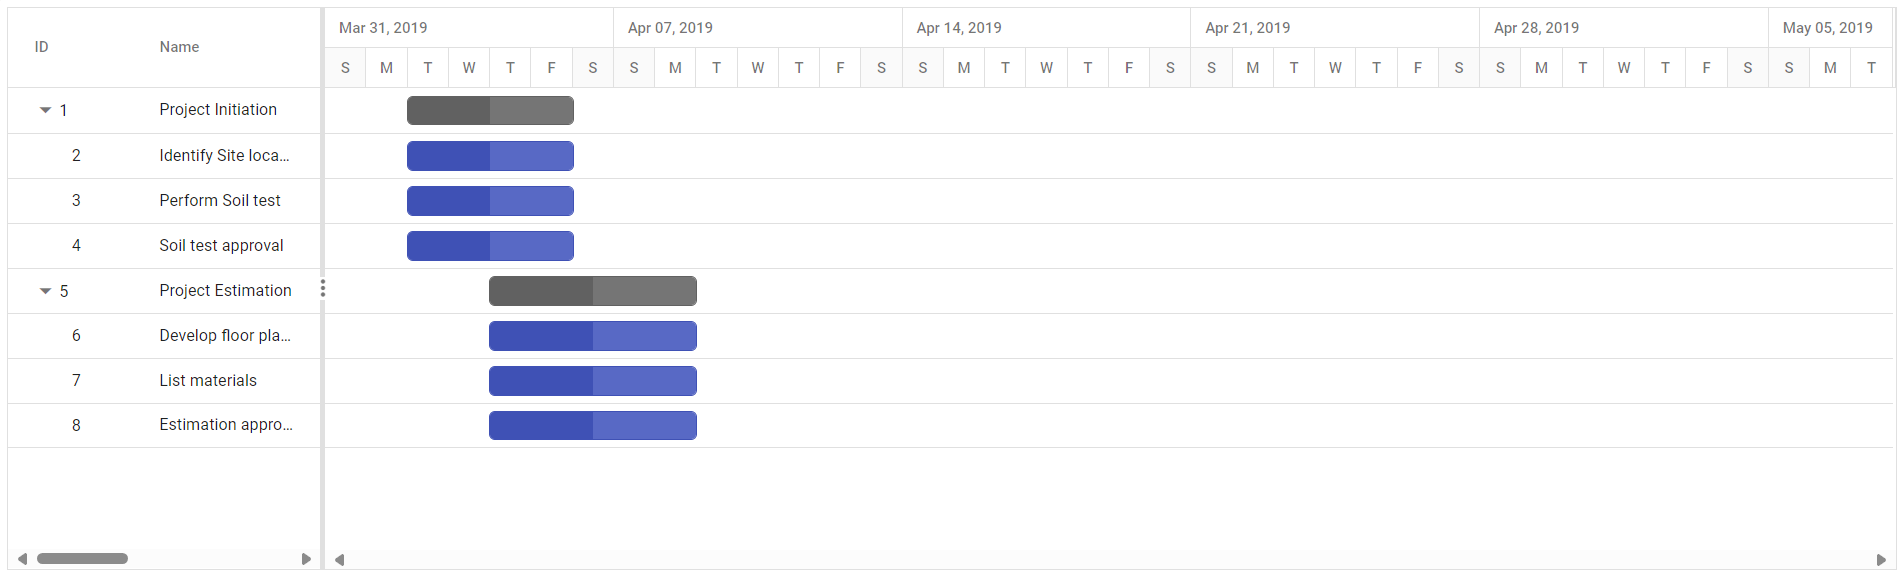 ID Name
Mar 31, 2019 Apr 07, 2019 Apr 14, 2019 Apr 21, 2019 Apr 28, 2019 May 05, 2019
S M T W T F S S M T W T F S S M T W T F S S M T W T F S S M T W T F S S M T
1 Project Initiation
2 Identify Site loca...
3 Perform Soil test
4 Soil test approval
5 Project Estimation
6 Develop floor pla...
7 List materials
8 Estimation appro...